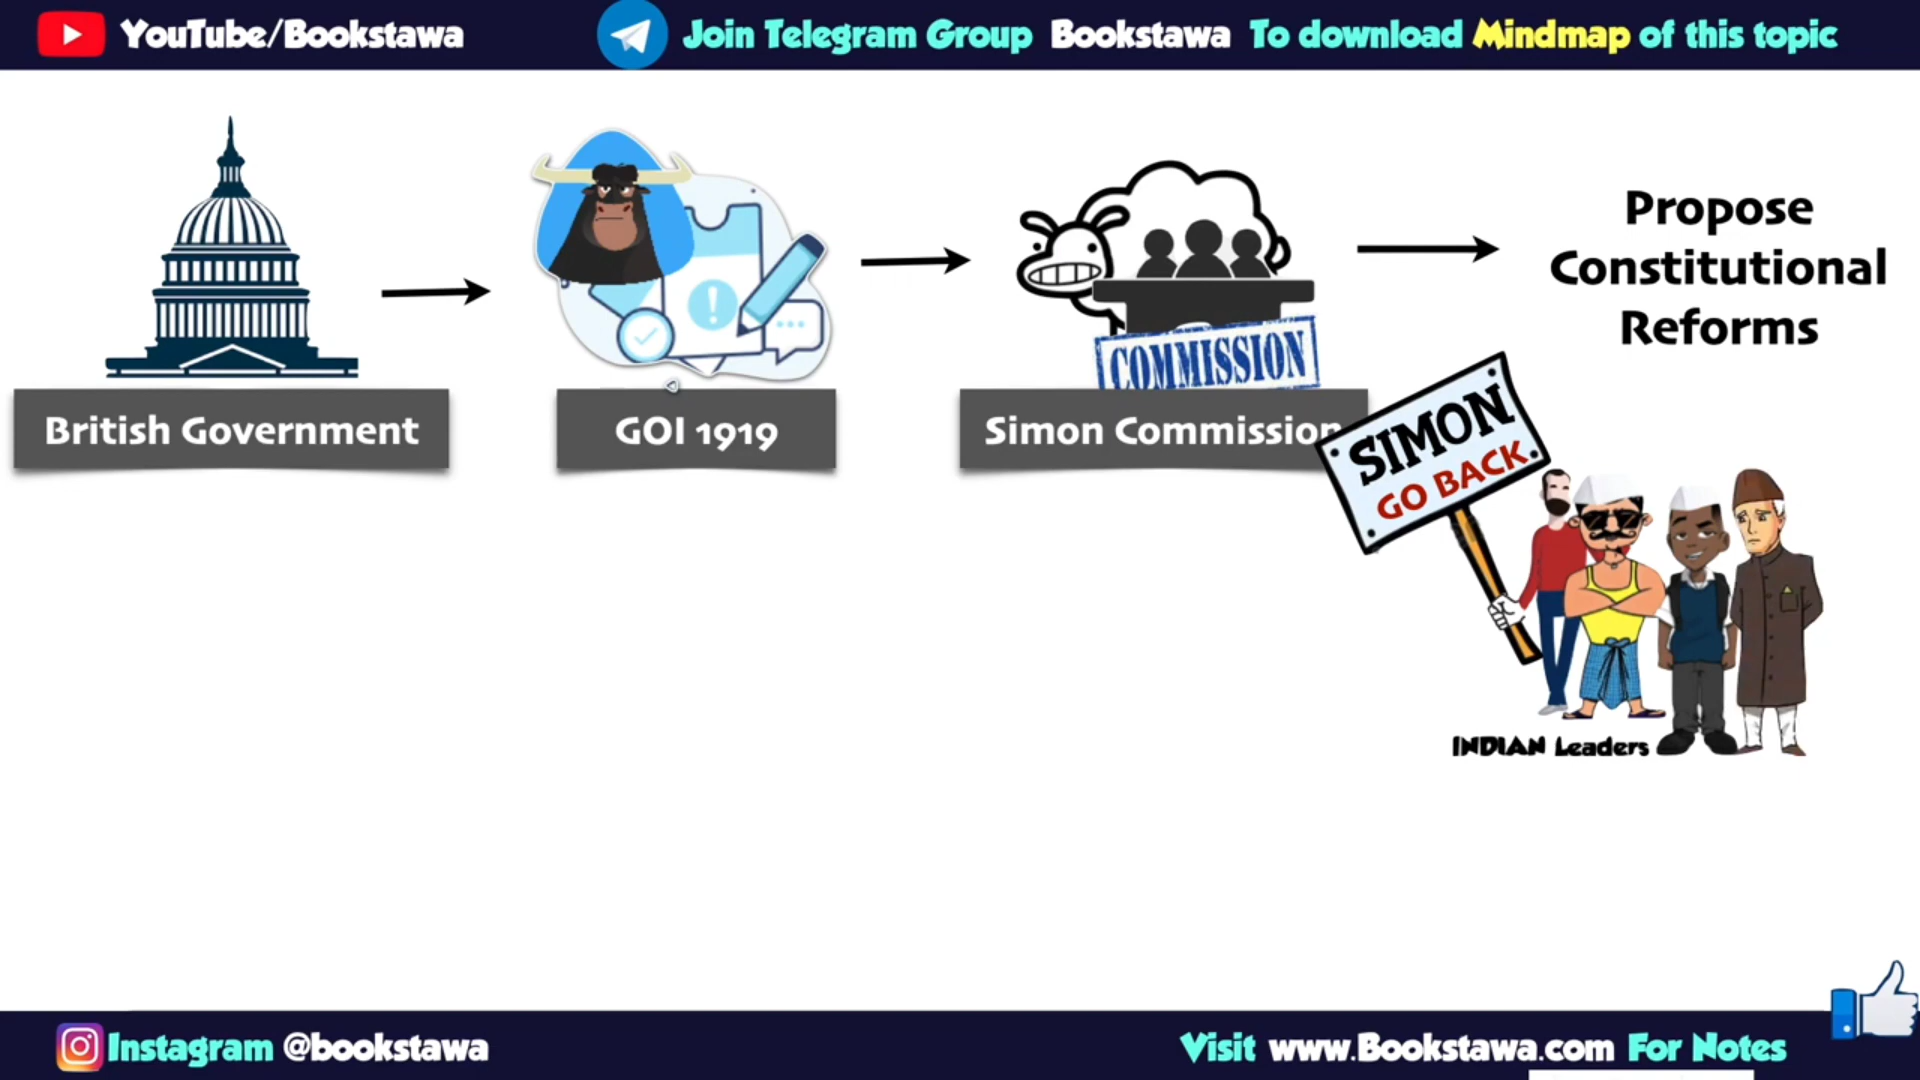 YouTube/Bookstawa
Join Telegram Group Bookstawa To download Mindmap of this topic
Propose
Constitutional
Reforms
COMMISSION
British Government
GOI 1919
Simon Commission
SIMON
GO BACK
INDIAN Leaders
Instagram @bookstawa
Visit www.Bookstawa.com For Notes